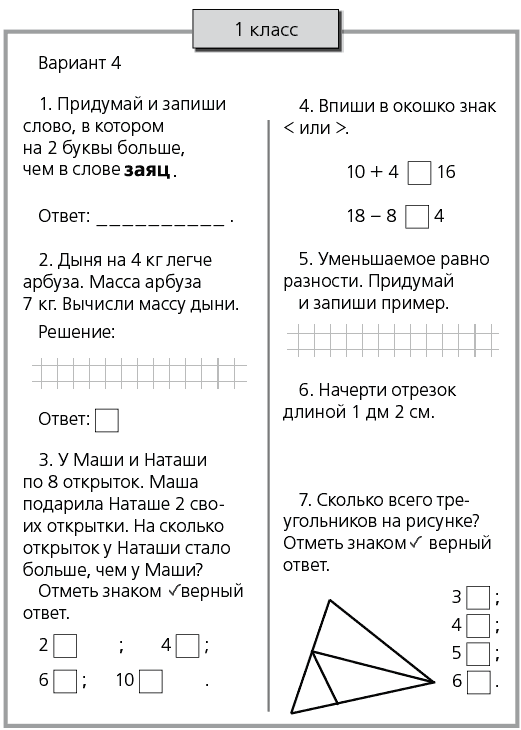 1 класс
Вариант 4
1. Придумай и запиши
слово, в котором
на 2 буквы больше,
чем в слове заяц.
Ответ: ___________ .
2. Дыня на 4 кг легче
арбуза. Масса арбуза
7 кг. Вычисли массу дыни.
Решение:
Ответ: □
3. У Маши и Наташи
по 8 открыток. Маша
подарила Наташе 2 сво-
их открытки. На сколько
открыток у Наташи стало
больше, чем у Маши?
Отметь знаком ✓верный
ответ.
2 □ ; 4 □ ;
6 □ ; 10 □ .
4. Впиши в окошко знак
< или >.
10 + 4 □ 16
18 – 8 □ 4
5. Уменьшаемое равно
разности. Придумай
и запиши пример.
6. Начерти отрезок
длиной 1 дм 2 см.
7. Сколько всего тре-
угольников на рисунке?
Отметь знаком ✓ верный
ответ.
3 □ ;
4 □ ;
5 □ ;
6 □ .